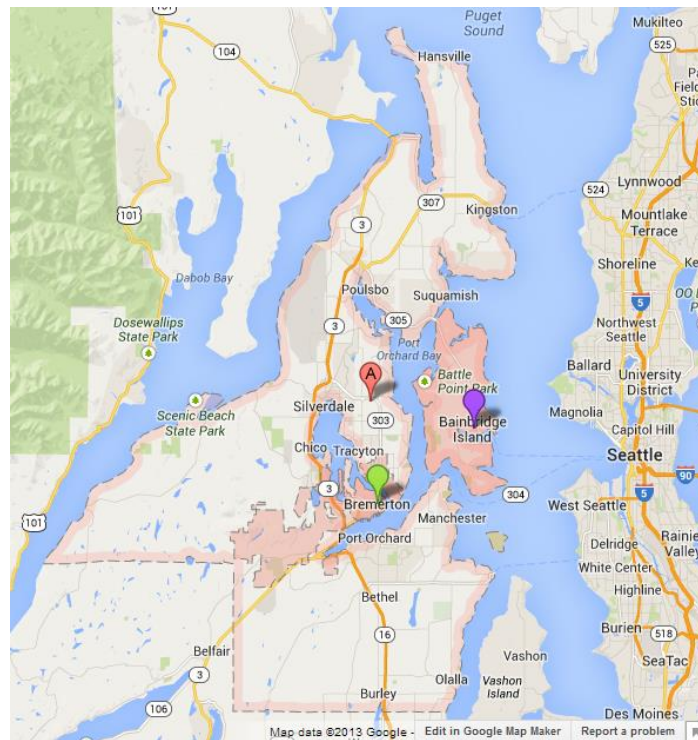 101
104
Puget
Sound
Hansville
Mukilteo
525
524
Lynnwood
Mountlake
Terrace
307
Kingston
3
101
Shoreline
Dabob Bay
Poulsbo
Suquamish
5
305
3
Port
Orchard Bay
Northwest
Seattle
Dosewallips
State Park
Battle
Point Park
Ballard
University
District
A
Scenic Beach
State Park
Silverdale
303
Bainbridge
Island
Magnolia
Capitol Hill
Chico
Tracyton
Seattle
90
3
Bremerton
304
5
West Seattle
101
Manchester
Port Orchard
Delridge
Rainier
Valley
White Center
Bethel
Highline
16
Burien
518
Belfair
Vashon
SeaTac
3
Olalla
Vashon
Island
106
Burley
Des Moines
Map data ©2013 Google -
Edit in Google Map Maker
Report a problem